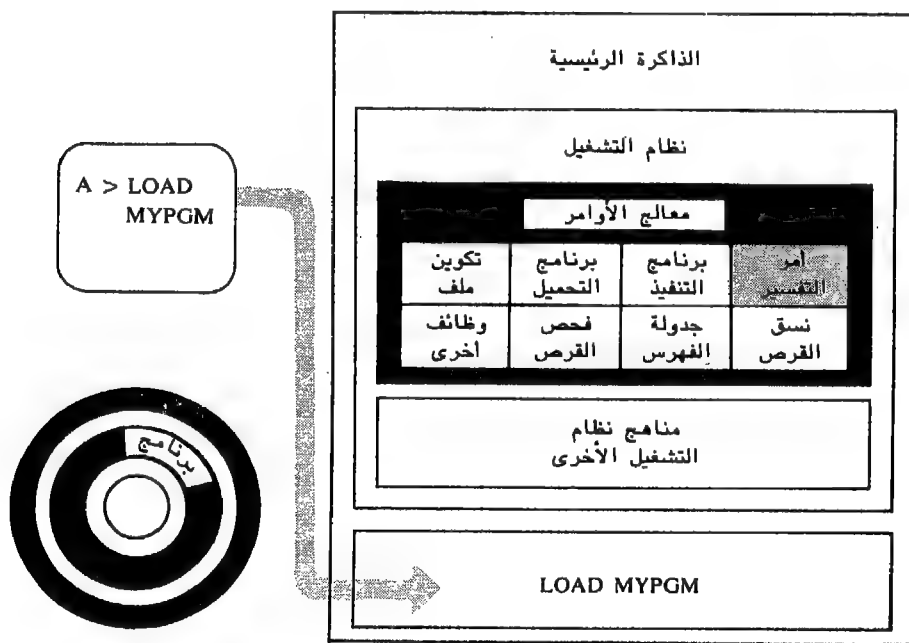 الذاكرة الرئيسية
نظام التشغيل
A > LOAD
MYPGM
معالج الأوامر
أمر
التفسير
برنامج
التنفيذ
برنامج
التحميل
تكوين
ملف
نسق
القرص
جدولة
الفهرس
فحص
القرص
وظائف
أخرى
مناهج نظام
التشغيل الأخرى
برنامج
LOAD MYPGM